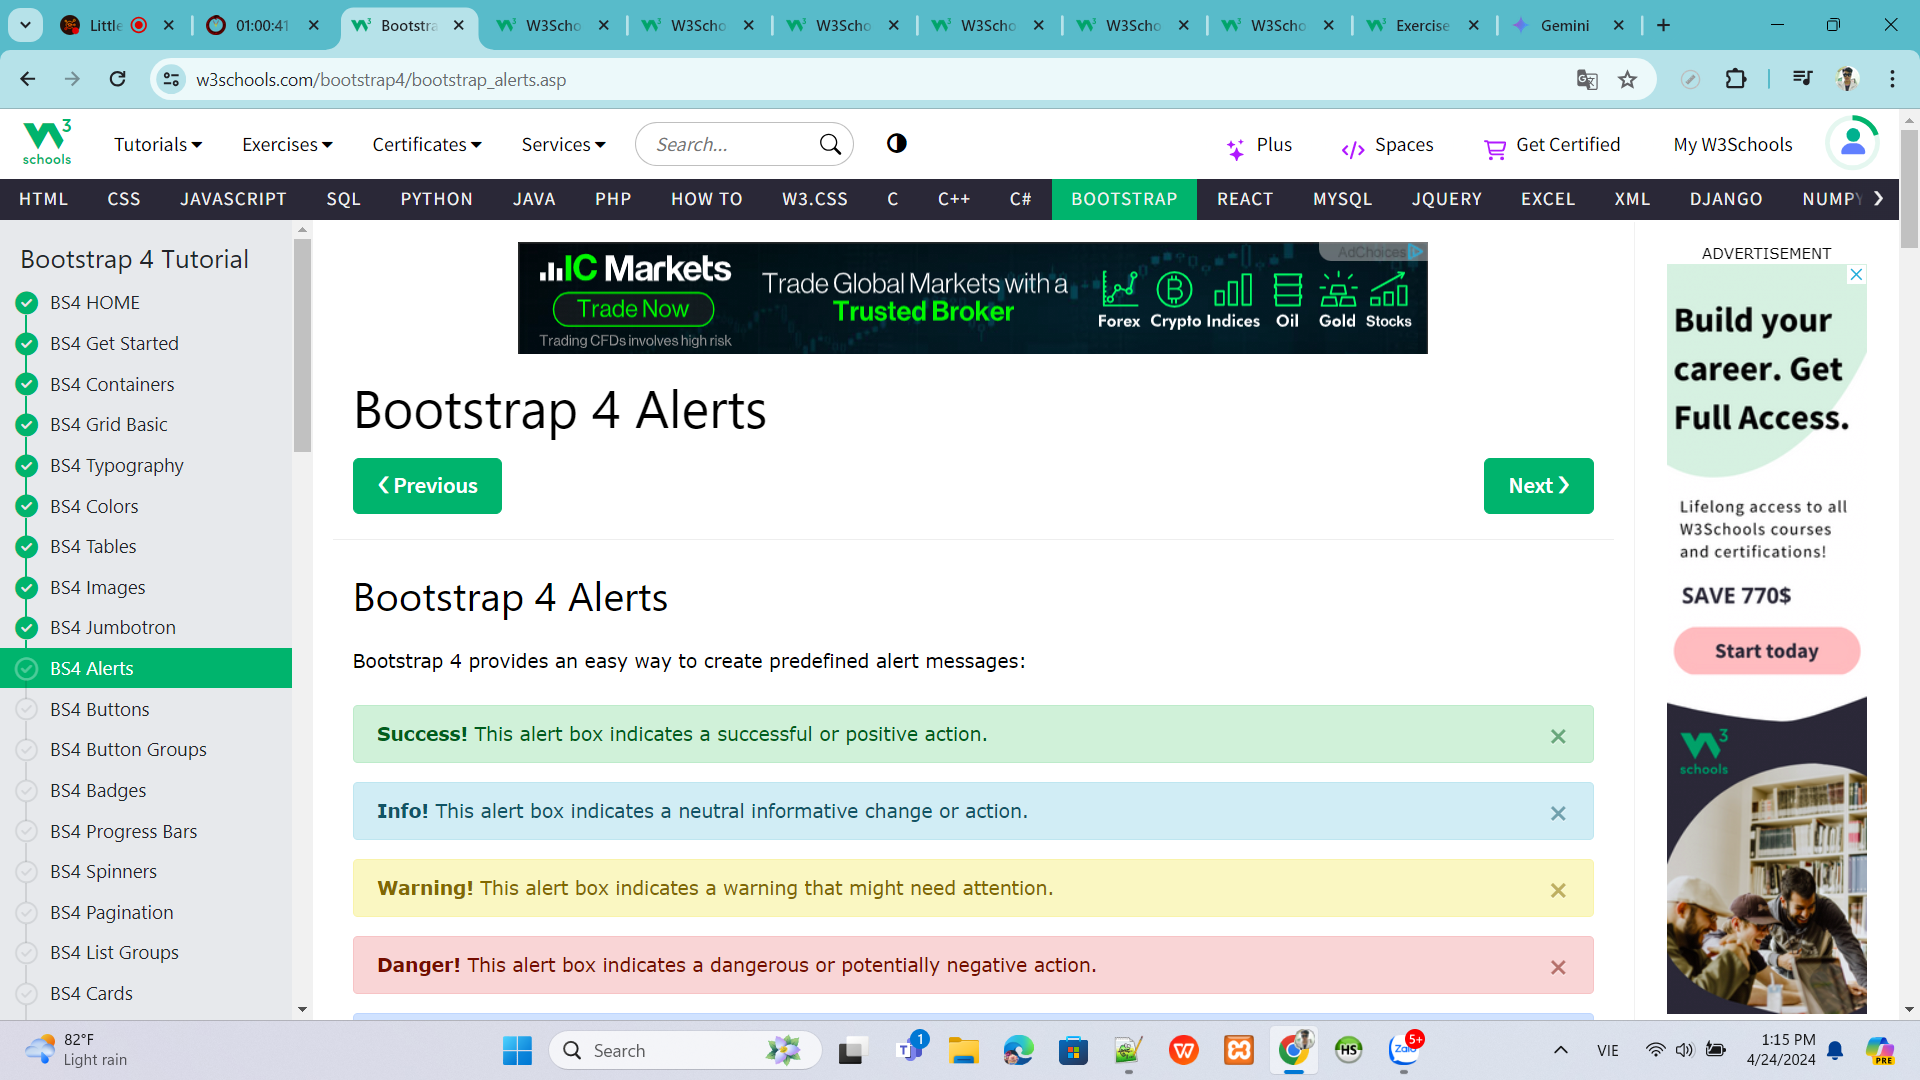 Little
01:00:41
Bootstra
W3Scho
W3Scho
W3Scho
W3Scho
W3Scho
W3Scho
Exercise
Gemini
w3schools.com/bootstrap4/bootstrap_alerts.asp
3
schools
Tutorials
Exercises
Certificates
Services
Search...
Plus
Spaces
Get Certified
My W3Schools
HTML
CSS
JAVASCRIPT
SQL
PYTHON
JAVA
PHP
HOW TO
W3.CSS
C
C++
C#
BOOTSTRAP
REACT
MYSQL
JQUERY
EXCEL
XML
DJANGO
NUMPY
Bootstrap 4 Tutorial
BS4 HOME
BS4 Get Started
BS4 Containers
BS4 Grid Basic
BS4 Typography
BS4 Colors
BS4 Tables
BS4 Images
BS4 Jumbotron
BS4 Alerts
BS4 Buttons
BS4 Button Groups
BS4 Badges
BS4 Progress Bars
BS4 Spinners
BS4 Pagination
BS4 List Groups
BS4 Cards
AdChoices
IC Markets
Trade Now
Trading CFDs involves high risk
Trade Global Markets with a
Trusted Broker
Forex Crypto Indices Oil Gold Stocks
Bootstrap 4 Alerts
❮ Previous
Next ❯
Bootstrap 4 Alerts
Bootstrap 4 provides an easy way to create predefined alert messages:
Success! This alert box indicates a successful or positive action. ×
Info! This alert box indicates a neutral informative change or action. ×
Warning! This alert box indicates a warning that might need attention. ×
Danger! This alert box indicates a dangerous or potentially negative action. ×
ADVERTISEMENT
Build your
career. Get
Full Access.
Lifelong access to all
W3Schools courses
and certifications!
SAVE 770$
Start today
3
schools
82°F
Light rain
Search
T
1
W
HS
Zalo
5+
VIE
1:15 PM
4/24/2024
PRE